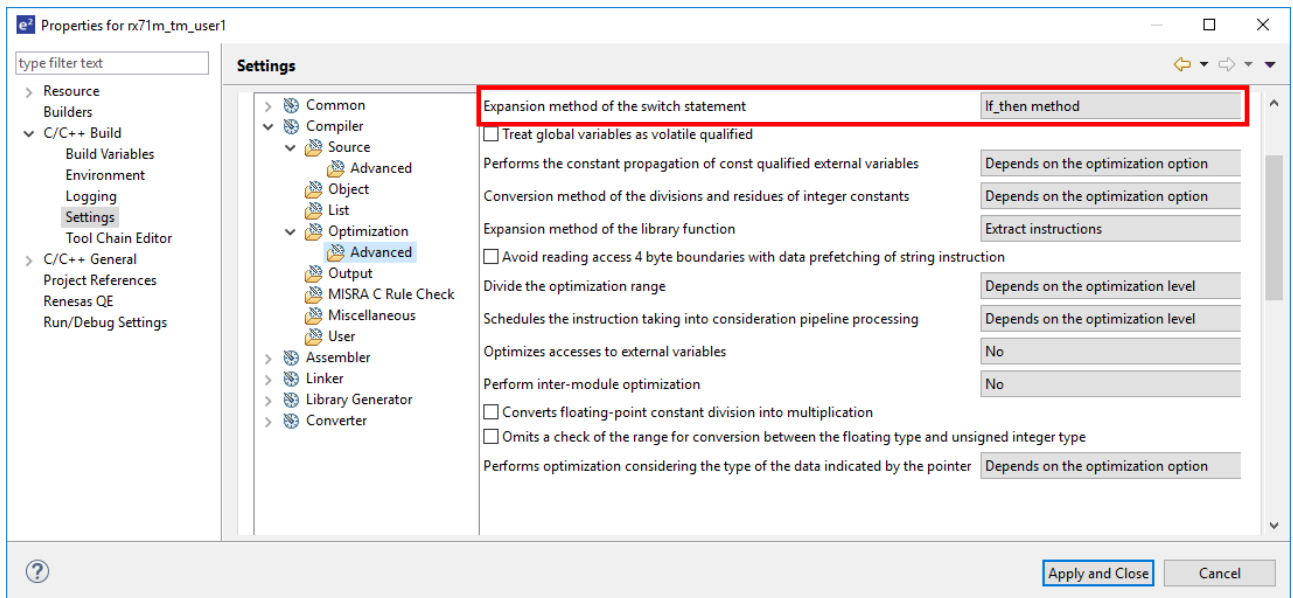 e² Properties for rx71m_tm_user1
type filter text
Resource
Builders
C/C++ Build
Build Variables
Environment
Logging
Settings
Tool Chain Editor
C/C++ General
Project References
Renesas QE
Run/Debug Settings
Settings
Common
Compiler
Source
Advanced
Object
List
Optimization
Advanced
Output
MISRA C Rule Check
Miscellaneous
User
Assembler
Linker
Library Generator
Converter
Expansion method of the switch statement If_then method
Treat global variables as volatile qualified
Performs the constant propagation of const qualified external variables Depends on the optimization option
Conversion method of the divisions and residues of integer constants Depends on the optimization option
Expansion method of the library function Extract instructions
Avoid reading access 4 byte boundaries with data prefetching of string instruction
Divide the optimization range Depends on the optimization level
Schedules the instruction taking into consideration pipeline processing Depends on the optimization level
Optimizes accesses to external variables No
Perform inter-module optimization No
Converts floating-point constant division into multiplication
Omits a check of the range for conversion between the floating type and unsigned integer type
Performs optimization considering the type of the data indicated by the pointer Depends on the optimization option
? Apply and Close Cancel